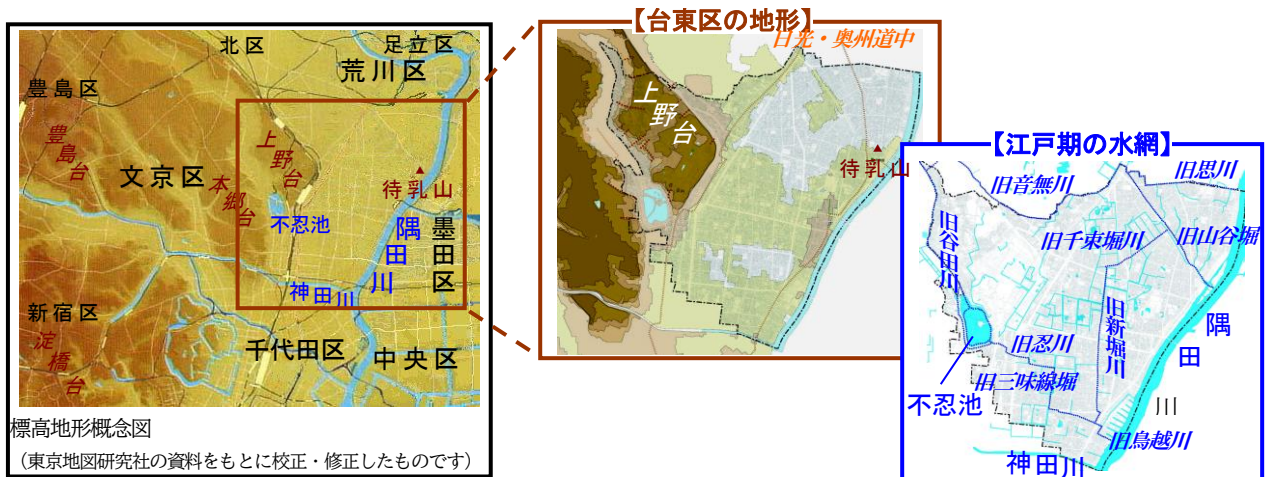 北区
足立区
荒川区
豊島区
豊島台
文京区
本郷台
上野台
待乳山
不忍池
隅田川
墨田区
神田川
新宿区
淀橋台
千代田区
中央区
標高地形概念図
（東京地図研究社の資料をもとに校正・修正したものです）
【台東区の地形】
日光・奥州道中
上野台
待乳山
【江戸期の水網】
旧思川
旧音無川
旧谷田川
旧千束堀川
旧山谷堀
旧新堀川
隅田川
旧忍川
旧三味線堀
不忍池
旧鳥越川
神田川